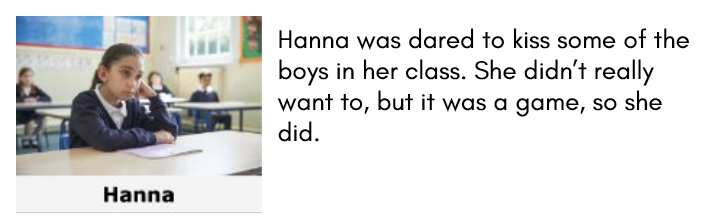 Hanna was dared to kiss some of the
boys in her class. She didn't really
want to, but it was a game, so she
did.
Hanna